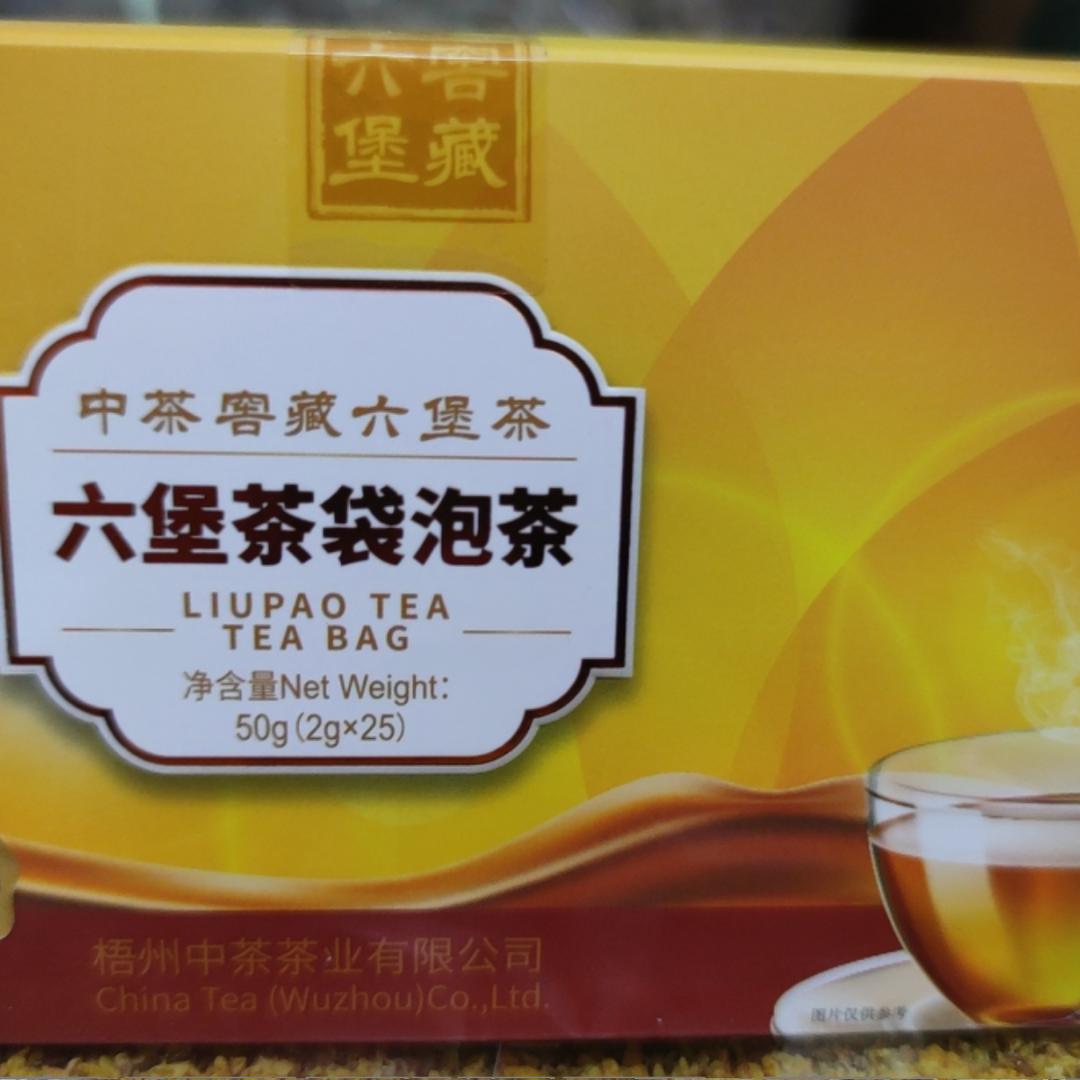 窖藏
六堡
中茶窖藏六堡茶
六堡茶袋泡茶
LIUPAO TEA
TEA BAG
净含量Net Weight:
50g(2g×25)
梧州中茶茶业有限公司
China Tea (Wuzhou)Co.,Ltd.
图片仅供参考